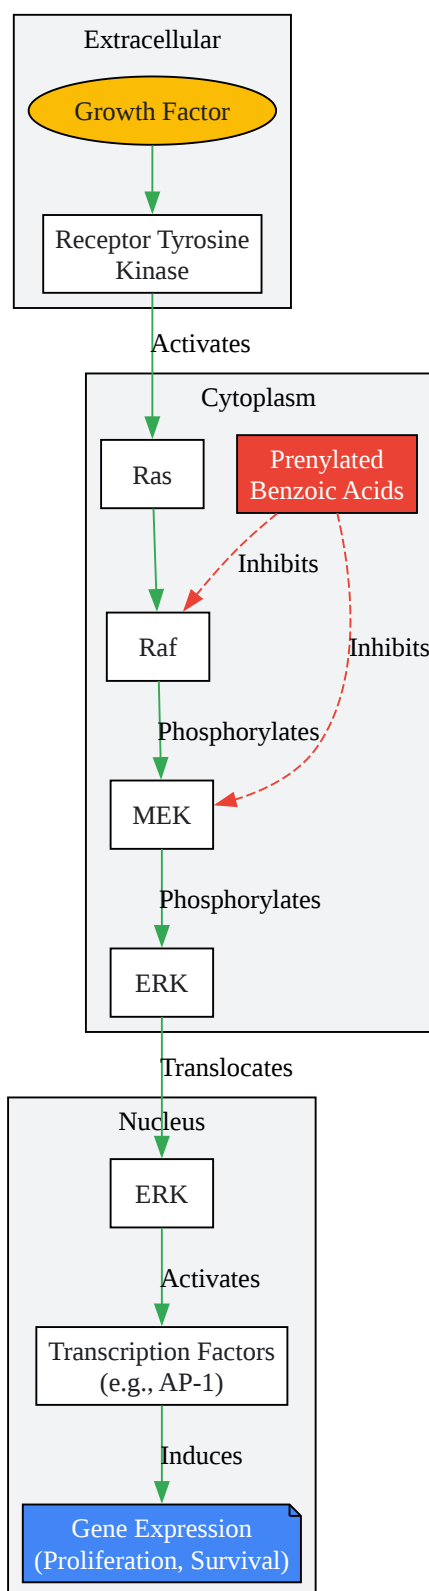 Extracellular
Growth Factor
Receptor Tyrosine
Kinase
Activates
Cytoplasm
Ras
Prenylated
Benzoic Acids
Inhibits
Raf
Inhibits
Phosphorylates
MEK
Phosphorylates
ERK
Translocates
Nucleus
ERK
Activates
Transcription Factors
(e.g., AP-1)
Induces
Gene Expression
(Proliferation, Survival)